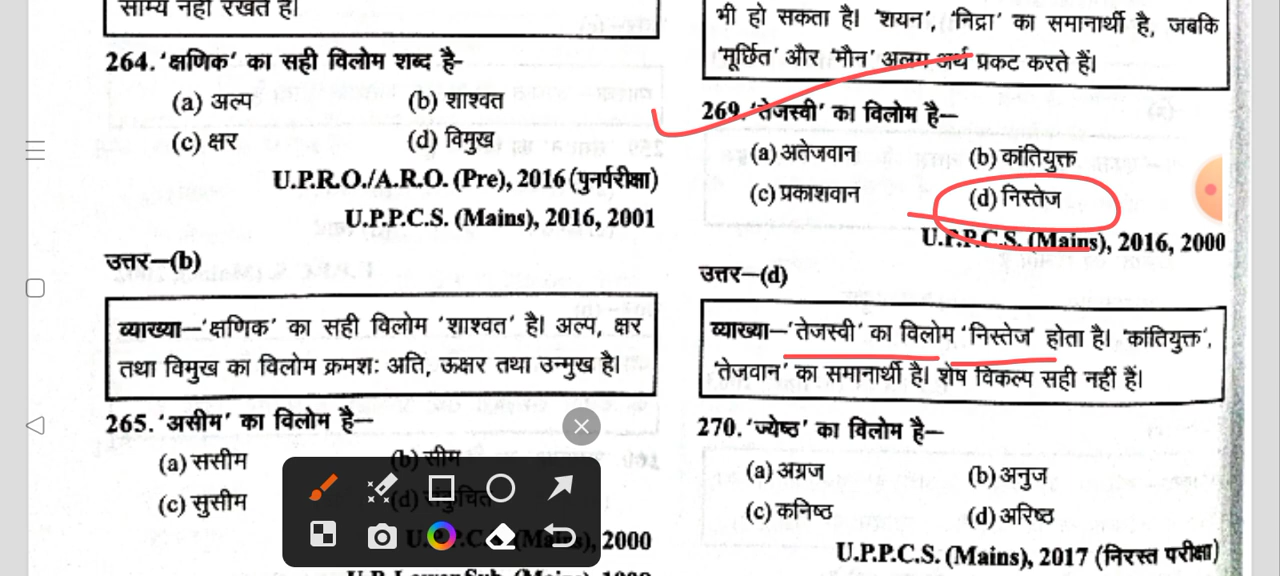 साम्य नहीं रखते हैं।
264. 'क्षणिक' का सही विलोम शब्द है-
(a) अल्प (b) शाश्वत
(c) क्षर (d) विमुख
U.P.R.O./A.R.O. (Pre), 2016 (पुनर्परीक्षा)
U.P.P.C.S. (Mains), 2016, 2001
उत्तर—(b)
व्याख्या—'क्षणिक' का सही विलोम 'शाश्वत' है। अल्प, क्षर
तथा विमुख का विलोम क्रमशः अति, ऊक्षर तथा उन्मुख है।
265. 'असीम' का विलोम है—
(a) ससीम (b) सीम
(c) सुसीम (d) संकुचित
U.P.P.C.S. (Mains), 2000
भी हो सकता है। 'शयन', 'निद्रा' का समानार्थी है, जबकि
'मूर्छित' और 'मौन' अलग अर्थ प्रकट करते हैं।
269. 'तेजस्वी' का विलोम है—
(a) अतेजवान (b) कांतियुक्त
(c) प्रकाशवान (d) निस्तेज
U.P.P.C.S. (Mains), 2016, 2000
उत्तर—(d)
व्याख्या—'तेजस्वी' का विलोम 'निस्तेज' होता है। 'कांतियुक्त',
'तेजवान' का समानार्थी है। शेष विकल्प सही नहीं हैं।
270. 'ज्येष्ठ' का विलोम है—
(a) अग्रज (b) अनुज
(c) कनिष्ठ (d) अरिष्ठ
U.P.P.C.S. (Mains), 2017 (निरस्त परीक्षा)